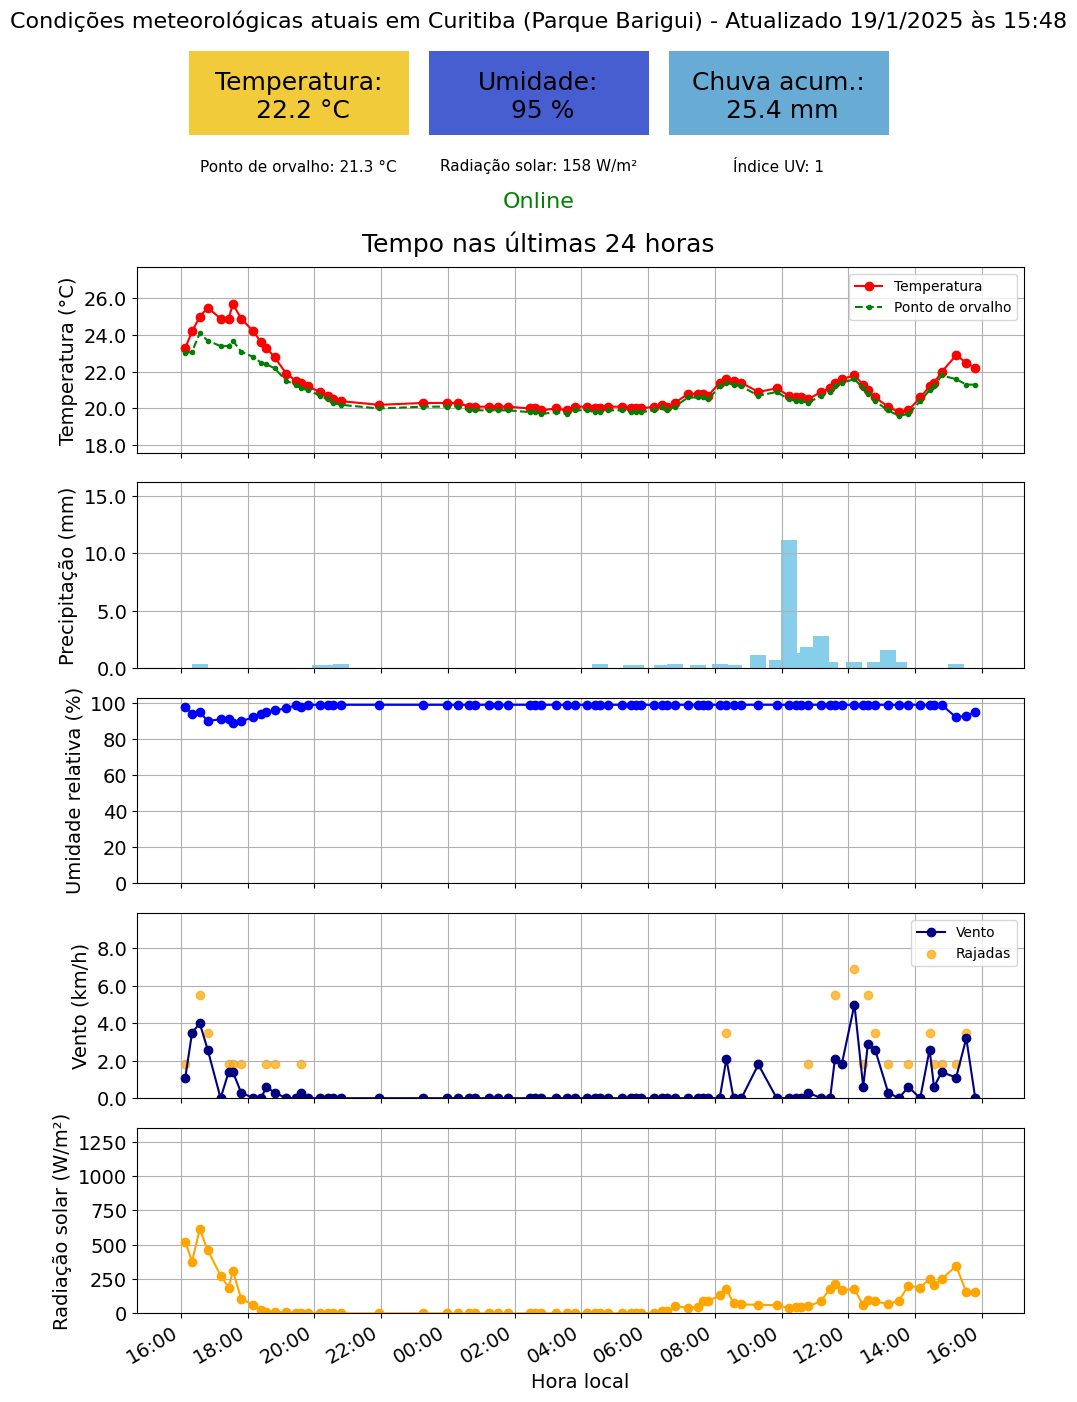 Condições meteorológicas atuais em Curitiba (Parque Barigui) - Atualizado 19/1/2025 às 15:48
Temperatura:
22.2 °C
Umidade:
95 %
Chuva acum.:
25.4 mm
Ponto de orvalho: 21.3 °C
Radiação solar: 158 W/m²
Índice UV: 1
Online
Tempo nas últimas 24 horas
Temperatura (°C)
26.0
24.0
22.0
20.0
18.0
Temperatura
Ponto de orvalho
Precipitação (mm)
15.0
10.0
5.0
0.0
Umidade relativa (%)
100
80
60
40
20
0
Vento (km/h)
8.0
6.0
4.0
2.0
0.0
Vento
Rajadas
Radiação solar (W/m²)
1250
1000
750
500
250
0
16:00
18:00
20:00
22:00
00:00
02:00
04:00
06:00
08:00
10:00
12:00
14:00
16:00
Hora local